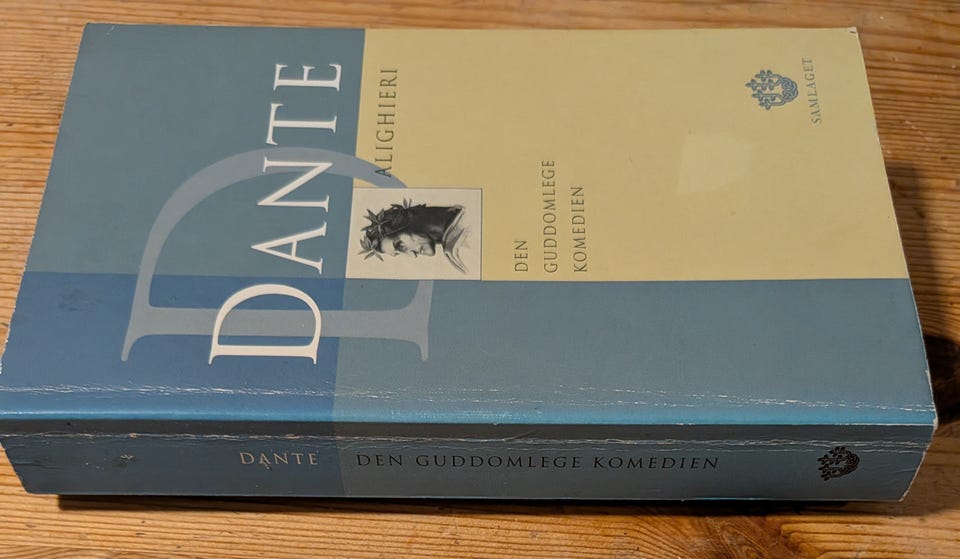 DANTE
ALIGHIERI
DEN
GUDDOMLEGE
KOMEDIEN
SAMLAGET
D
DANTE DEN GUDDOMLEGE KOMEDIEN